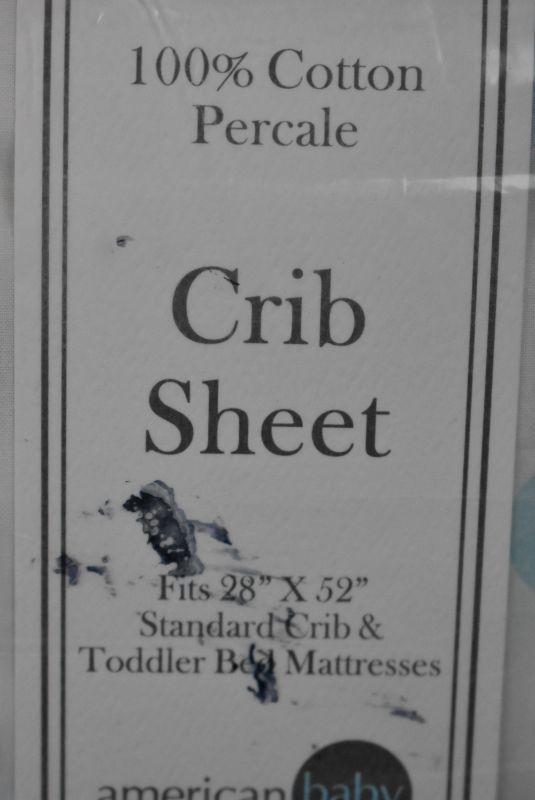 100% Cotton
Percale
Crib
Sheet
Fits 28” X 52”
Standard Crib &
Toddler Bed Mattresses
american baby